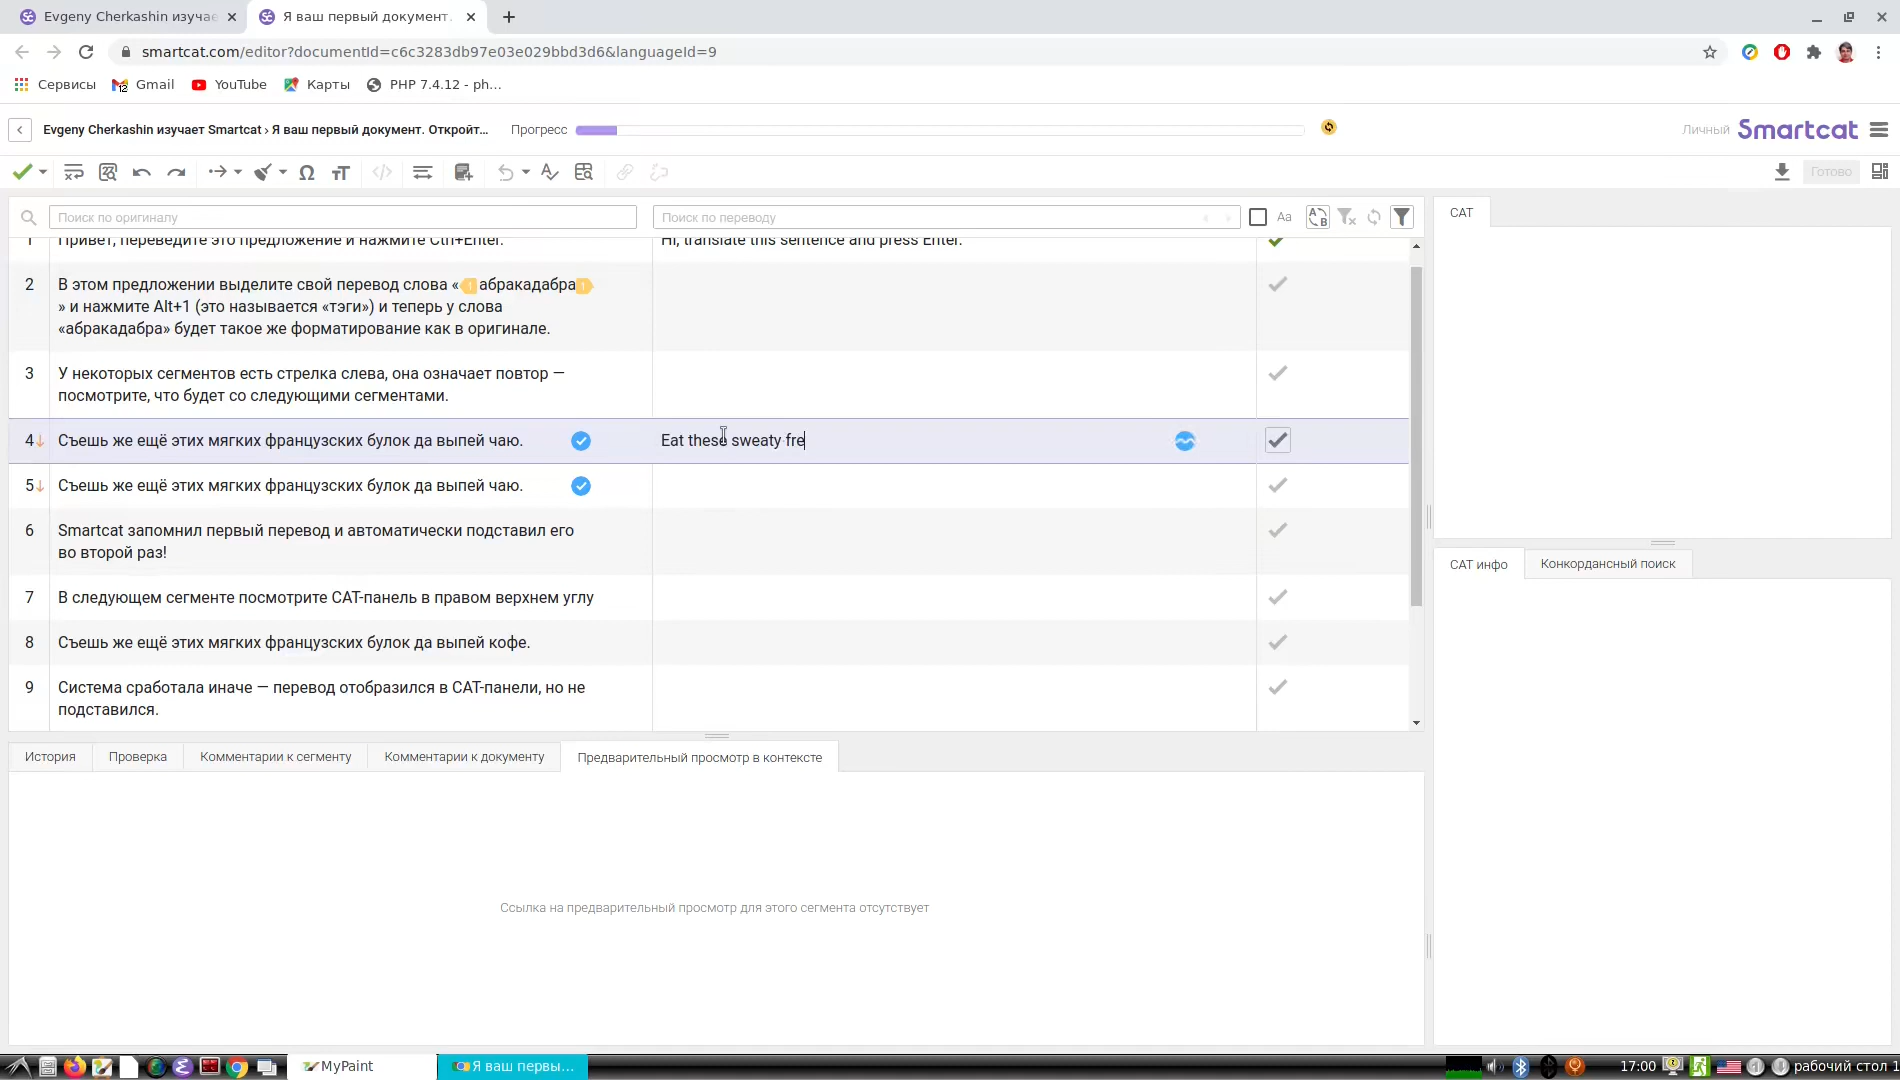 Evgeny Cherkashin изучае
Я ваш первый документ.
smartcat.com/editor?documentId=c6c3283db97e03e029bbd3d6&languageId=9
Сервисы
Gmail
YouTube
Карты
PHP 7.4.12 - ph...
Evgeny Cherkashin изучает Smartcat › Я ваш первый документ. Откройт...
Прогресс
Личный
Smartcat
Готово
Поиск по оригиналу
Поиск по переводу
Aa
CAT
1 Привет, переведите это предложение и нажмите Ctrl+Enter.
Hi, translate this sentence and press Enter.
2 В этом предложении выделите свой перевод слова «1абракадабра1
» и нажмите Alt+1 (это называется «тэги») и теперь у слова
«абракадабра» будет такое же форматирование как в оригинале.
3 У некоторых сегментов есть стрелка слева, она означает повтор —
посмотрите, что будет со следующими сегментами.
4↓ Съешь же ещё этих мягких французских булок да выпей чаю.
Eat these sweaty fre
5↓ Съешь же ещё этих мягких французских булок да выпей чаю.
6 Smartcat запомнил первый перевод и автоматически подставил его
во второй раз!
7 В следующем сегменте посмотрите CAT-панель в правом верхнем углу
8 Съешь же ещё этих мягких французских булок да выпей кофе.
9 Система сработала иначе — перевод отобразился в CAT-панели, но не
подставился.
CAT инфо
Конкордансный поиск
История
Проверка
Комментарии к сегменту
Комментарии к документу
Предварительный просмотр в контексте
Ссылка на предварительный просмотр для этого сегмента отсутствует
MyPaint
Я ваш первы...
17:00
рабочий стол 1